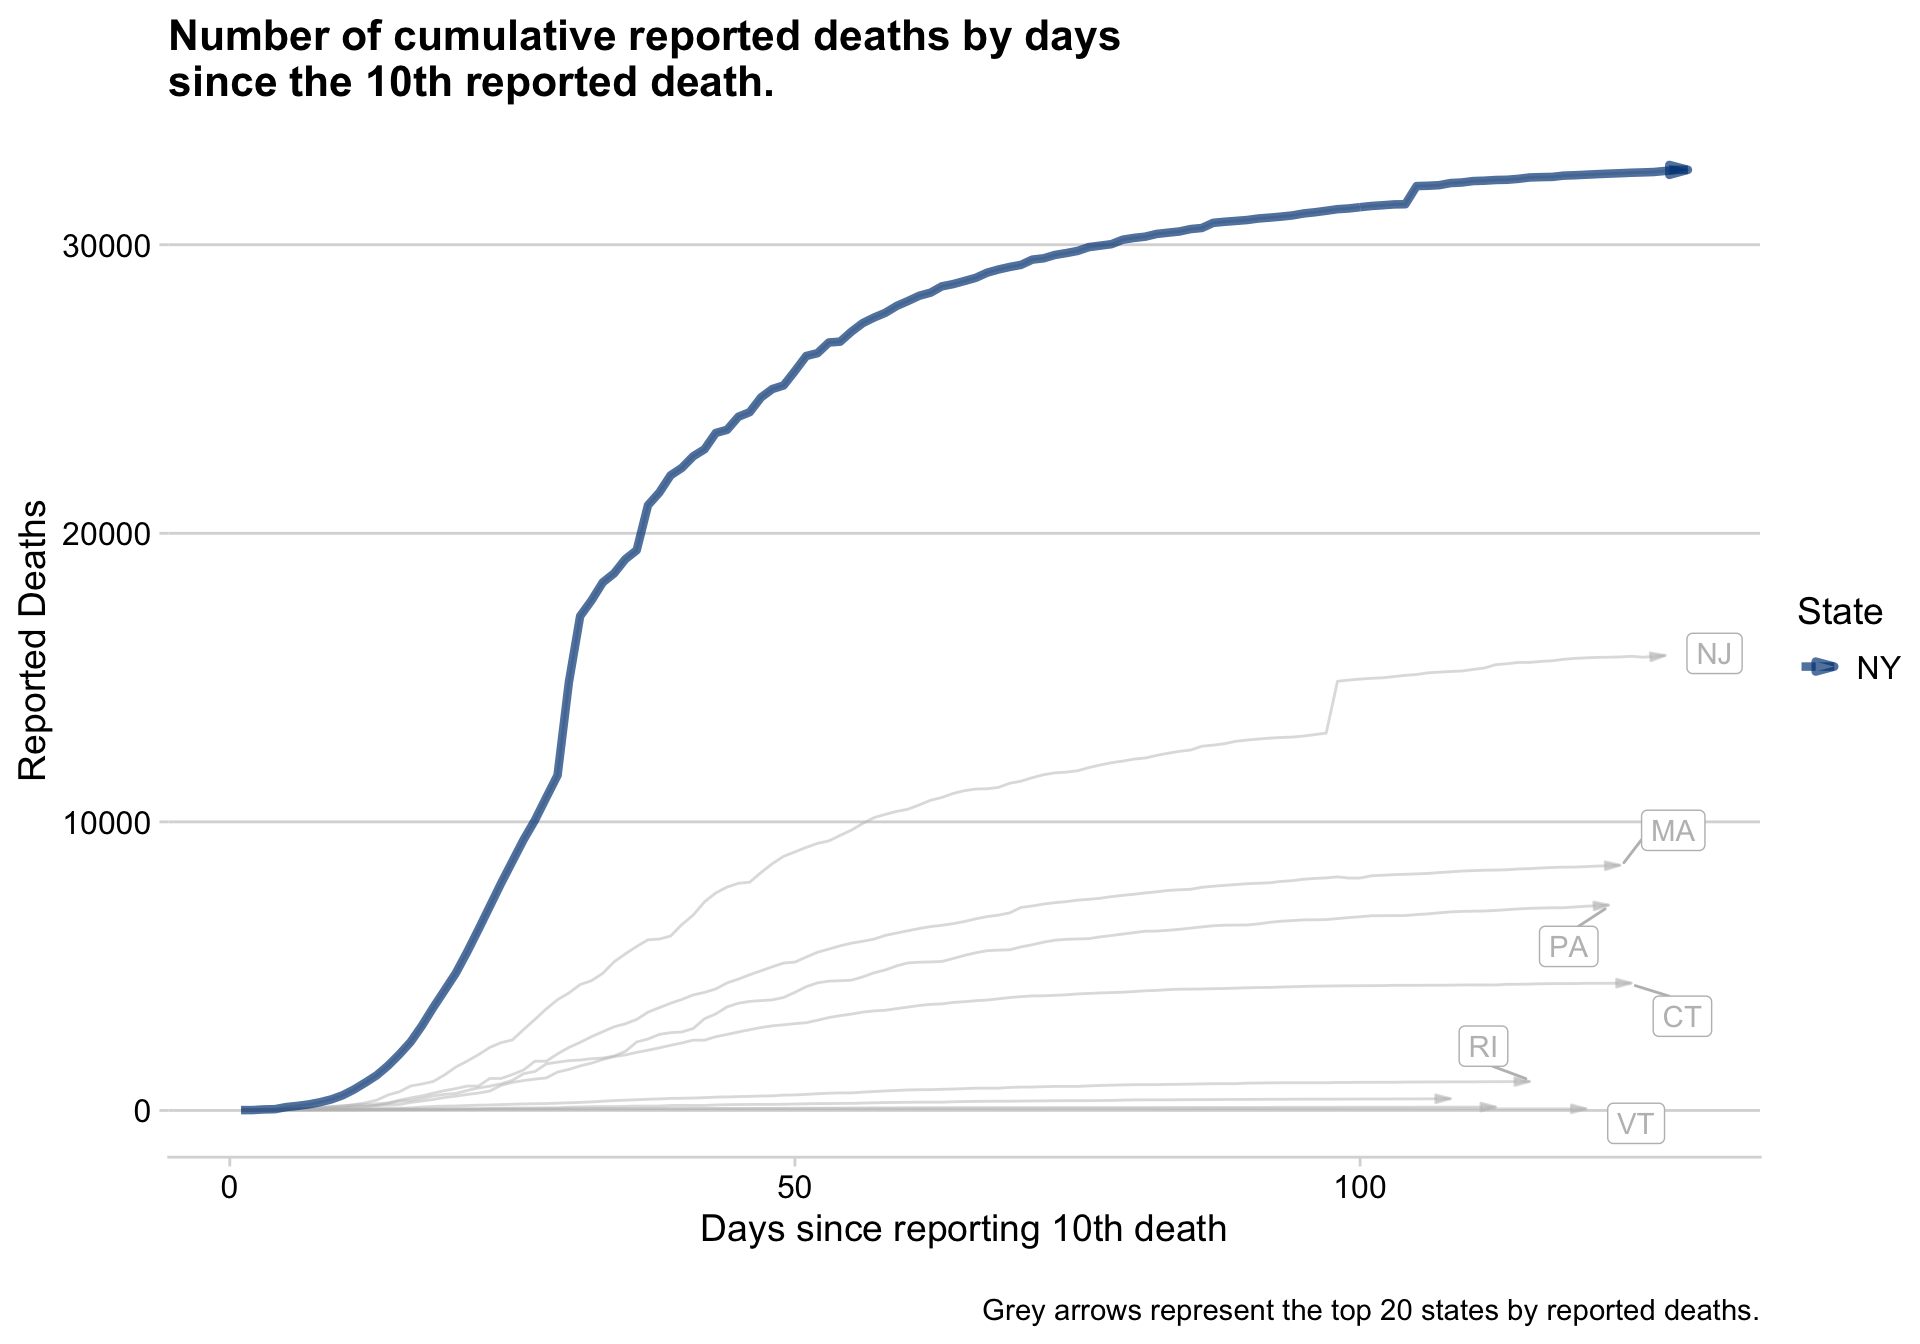 Number of cumulative reported deaths by days
since the 10th reported death.
Reported Deaths
30000
20000
10000
0
NJ
MA
PA
CT
RI
VT
State
NY
0 50 100
Days since reporting 10th death
Grey arrows represent the top 20 states by reported deaths.